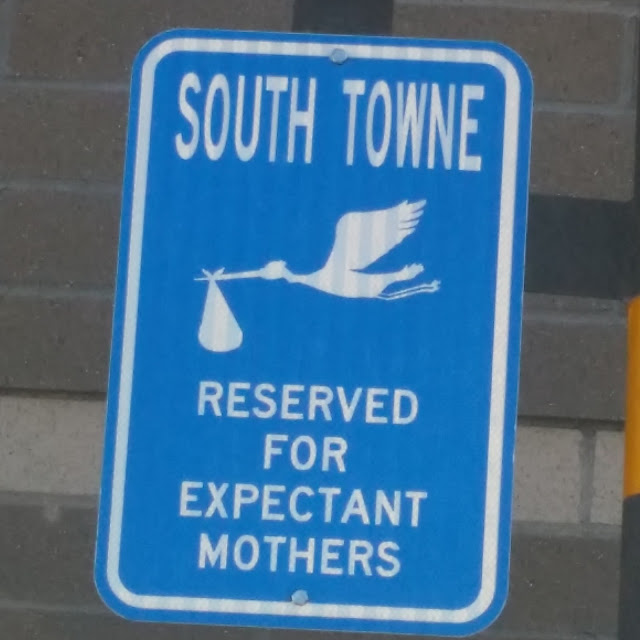 SOUTH TOWNE
RESERVED
FOR
EXPECTANT
MOTHERS